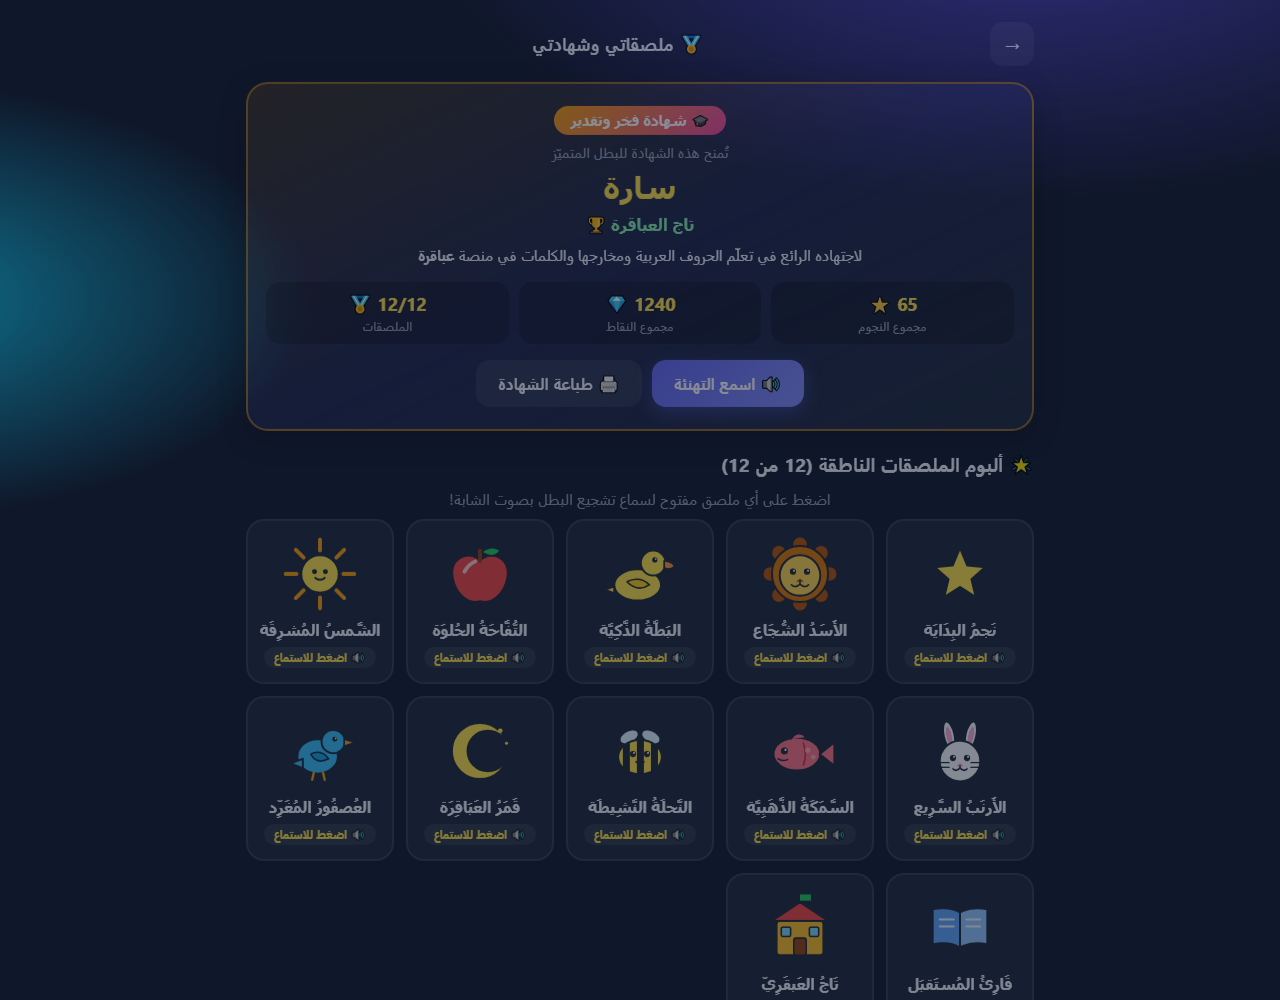 →
🏅 ملصقاتي وشهادتي
🎓 شهادة فخر وتقدير
تُمنح هذه الشهادة للبطل المتميّز
سارة
تاج العباقرة 🏆
لاجتهاده الرائع في تعلّم الحروف العربية ومخارجها والكلمات في منصة عباقرة
65 ⭐
مجموع النجوم
1240 💎
مجموع النقاط
12/12 🏅
الملصقات
🔊 اسمع التهنئة
🖨️ طباعة الشهادة
🌟 ألبوم الملصقات الناطقة (12 من 12)
اضغط على أي ملصق مفتوح لسماع تشجيع البطل بصوت الشابة!
نَجمُ البِدَايَة
🔊 اضغط للاستماع
الأَسَدُ الشُّجَاع
🔊 اضغط للاستماع
البَطَّةُ الذَّكِيَّة
🔊 اضغط للاستماع
التُّفَّاحَةُ الحُلوَة
🔊 اضغط للاستماع
الشَّمسُ المُشرِقَة
🔊 اضغط للاستماع
الأَرنَبُ السَّرِيع
🔊 اضغط للاستماع
السَّمَكَةُ الذَّهَبِيَّة
🔊 اضغط للاستماع
النَّحلَةُ النَّشِيطَة
🔊 اضغط للاستماع
قَمَرُ العَبَاقِرَة
🔊 اضغط للاستماع
العُصفُورُ المُغَرِّد
🔊 اضغط للاستماع
قَارِئُ المُستَقبَل
تَاجُ العَبقَرِيّ